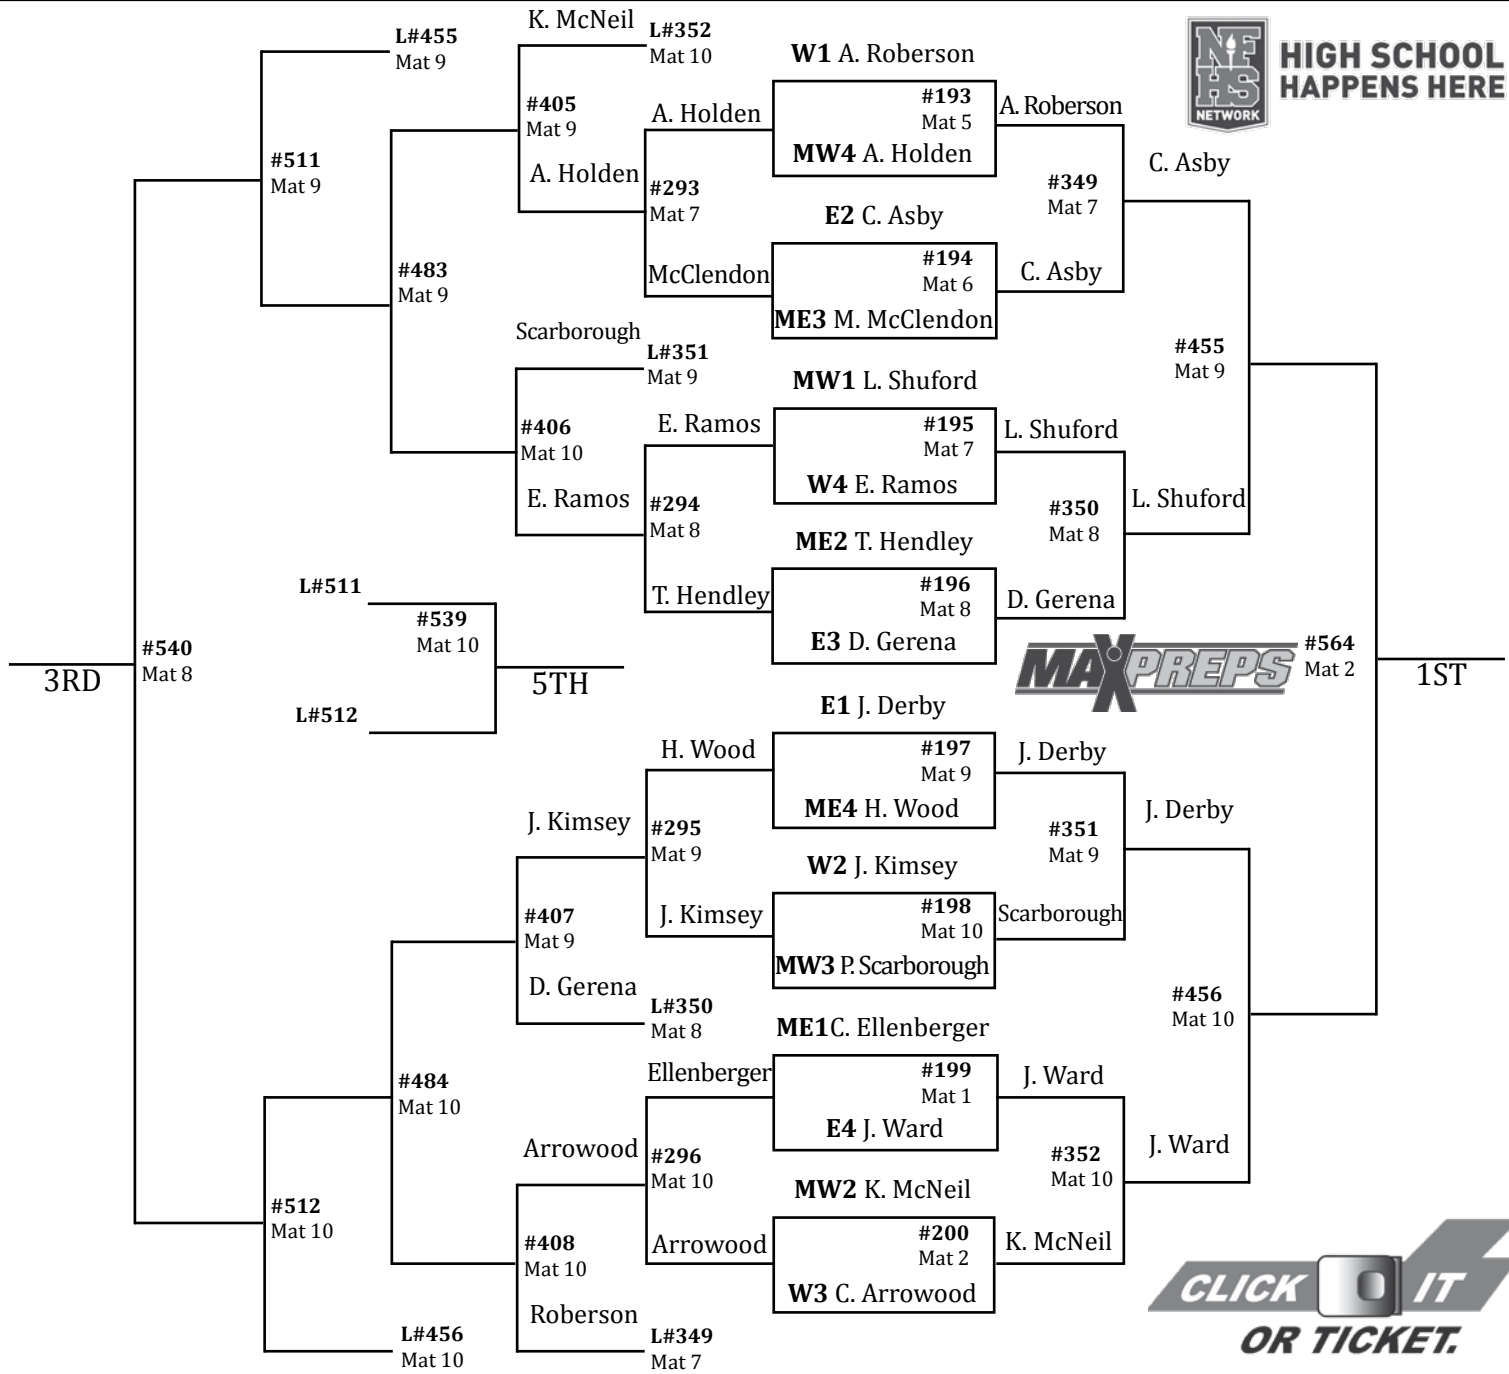 K. McNeil
L#455
Mat 9
L#352
Mat 10
W1 A. Roberson
NFHS
NETWORK
HIGH SCHOOL
HAPPENS HERE
#405
Mat 9
A. Holden
#193
Mat 5
A. Roberson
MW4 A. Holden
#511
Mat 9
A. Holden
#293
Mat 7
#349
Mat 7
C. Asby
E2 C. Asby
#483
Mat 9
McClendon
#194
Mat 6
C. Asby
ME3 M. McClendon
Scarborough
L#351
Mat 9
#455
Mat 9
MW1 L. Shuford
#406
Mat 10
E. Ramos
#195
Mat 7
L. Shuford
W4 E. Ramos
E. Ramos
#294
Mat 8
#350
Mat 8
L. Shuford
ME2 T. Hendley
L#511
T. Hendley
#196
Mat 8
D. Gerena
E3 D. Gerena
#539
Mat 10
#540
Mat 8
3RD
5TH
MAXPREPS
#564
Mat 2
1ST
L#512
E1 J. Derby
H. Wood
#197
Mat 9
J. Derby
ME4 H. Wood
J. Kimsey
#295
Mat 9
#351
Mat 9
J. Derby
W2 J. Kimsey
#407
Mat 9
J. Kimsey
#198
Mat 10
Scarborough
MW3 P. Scarborough
D. Gerena
L#350
Mat 8
#456
Mat 10
ME1 C. Ellenberger
#484
Mat 10
Ellenberger
#199
Mat 1
J. Ward
E4 J. Ward
Arrowood
#296
Mat 10
#352
Mat 10
J. Ward
MW2 K. McNeil
#512
Mat 10
#408
Mat 10
Arrowood
#200
Mat 2
K. McNeil
W3 C. Arrowood
Roberson
L#456
Mat 10
L#349
Mat 7
CLICK IT
OR TICKET.